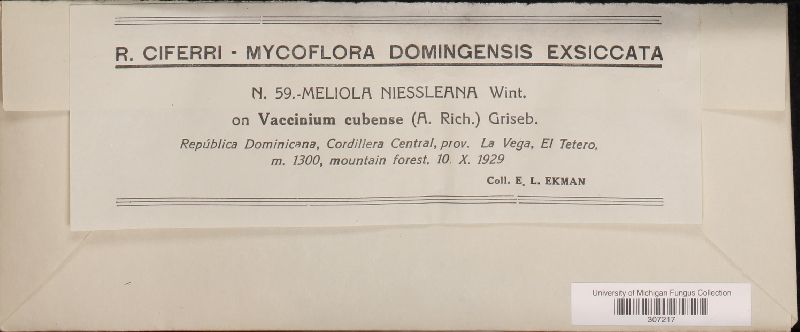 R. CIFERRI - MYCOFLORA DOMINGENSIS EXSICCATA
N. 59.-MELIOLA NIESSLEANA Wint.
on Vaccinium cubense (A. Rich.) Griseb.
República Dominicana, Cordillera Central, prov. La Vega, El Tetero,
m. 1300, mountain forest, 10. X. 1929
Coll. E. L. EKMAN
University of Michigan Fungus Collection
307217